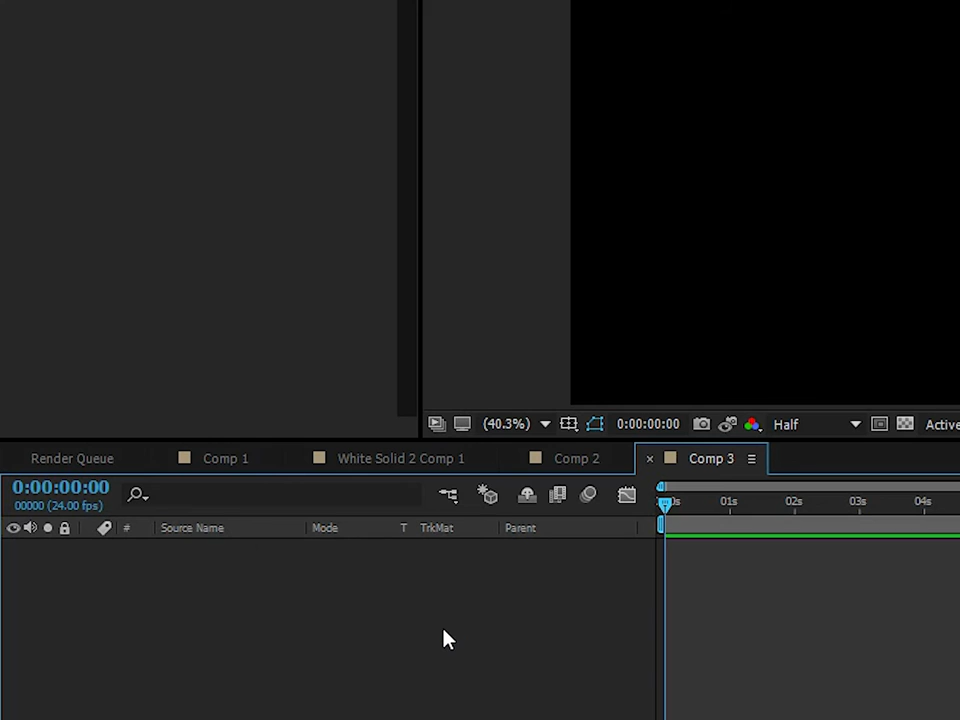 (40.3%) 0:00:00:00 Half Active
Render Queue Comp 1 White Solid 2 Comp 1 Comp 2 × Comp 3
0:00:00:00
00000 (24.00 fps)
0s 01s 02s 03s 04s
# Source Name Mode T TrkMat Parent